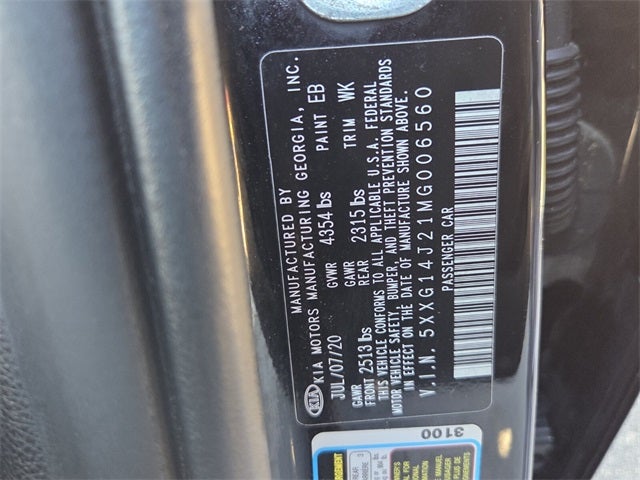 MANUFACTURED BY
KIA KIA MOTORS MANUFACTURING GEORGIA, INC.
JUL/07/20 GVWR 4354 lbs PAINT EB
GAWR FRONT 2513 lbs GAWR REAR 2315 lbs TRIM WK
THIS VEHICLE CONFORMS TO ALL APPLICABLE U.S.A. FEDERAL
MOTOR VEHICLE SAFETY, BUMPER, AND THEFT PREVENTION STANDARDS
IN EFFECT ON THE DATE OF MANUFACTURE SHOWN ABOVE.
V.I.N. 5XXG14J21MG006560
PASSENGER CAR
3100